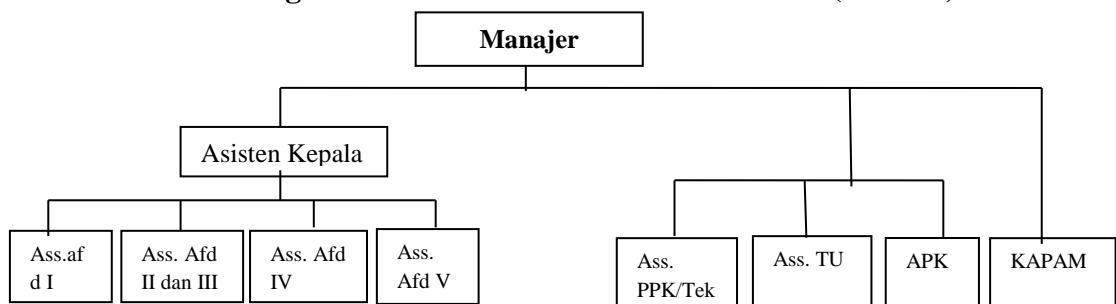 Manajer
Asisten Kepala
Ass.af
d I
Ass. Afd
II dan III
Ass. Afd
IV
Ass.
Afd V
Ass.
PPK/Tek
Ass. TU
APK
KAPAM